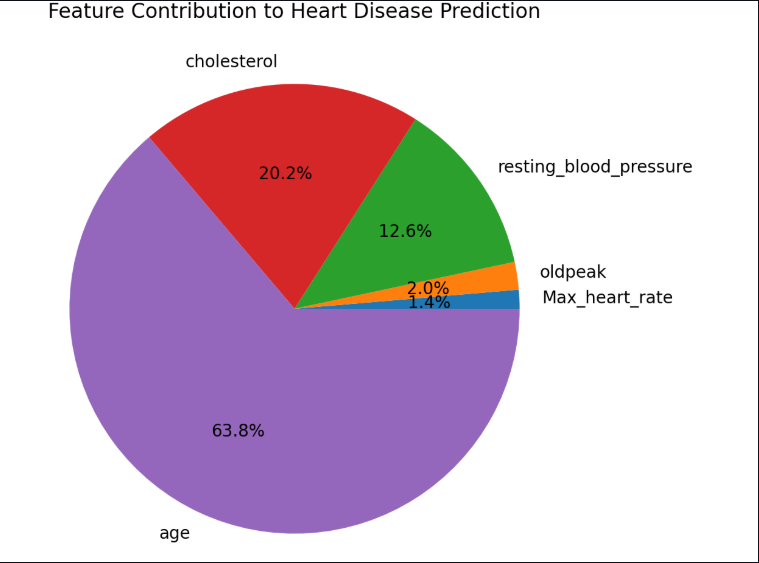 Feature Contribution to Heart Disease Prediction
cholesterol
20.2%
resting_blood_pressure
12.6%
oldpeak
2.0%
Max_heart_rate
1.4%
63.8%
age